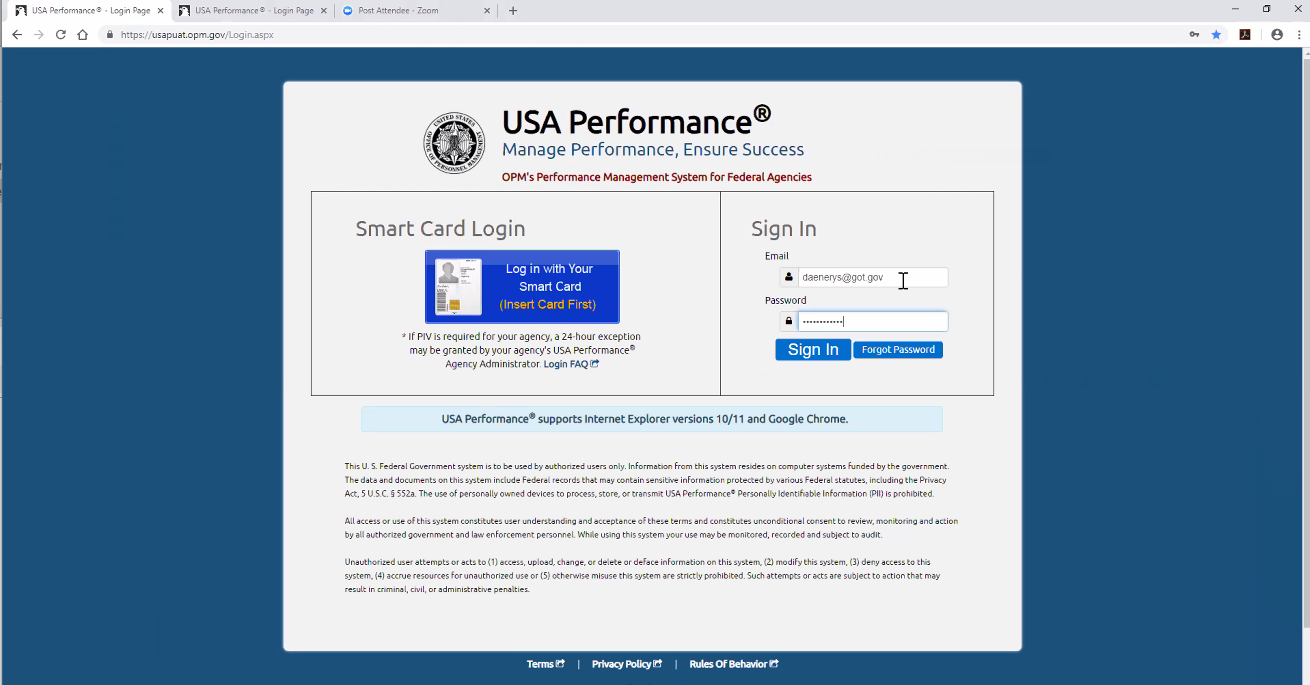 USA Performance® - Login Page
USA Performance® - Login Page
Post Attendee - Zoom
https://usapuat.opm.gov/Login.aspx
UNITED STATES
OFFICE OF PERSONNEL MANAGEMENT
USA Performance®
Manage Performance, Ensure Success
OPM's Performance Management System for Federal Agencies
Smart Card Login
Log in with Your
Smart Card
(Insert Card First)
* If PIV is required for your agency, a 24-hour exception
may be granted by your agency's USA Performance®
Agency Administrator. Login FAQ
Sign In
Email
daenerys@got.gov
Password
••••••••••••
Sign In
Forgot Password
USA Performance® supports Internet Explorer versions 10/11 and Google Chrome.
This U. S. Federal Government system is to be used by authorized users only. Information from this system resides on computer systems funded by the government.
The data and documents on this system include Federal records that may contain sensitive information protected by various Federal statutes, including the Privacy
Act, 5 U.S.C. § 552a. The use of personally owned devices to process, store, or transmit USA Performance® Personally Identifiable Information (PII) is prohibited.
All access or use of this system constitutes user understanding and acceptance of these terms and constitutes unconditional consent to review, monitoring and action
by all authorized government and law enforcement personnel. While using this system your use may be monitored, recorded and subject to audit.
Unauthorized user attempts or acts to (1) access, upload, change, or delete or deface information on this system, (2) modify this system, (3) deny access to this
system, (4) accrue resources for unauthorized use or (5) otherwise misuse this system are strictly prohibited. Such attempts or acts are subject to action that may
result in criminal, civil, or administrative penalties.
Terms | Privacy Policy | Rules Of Behavior